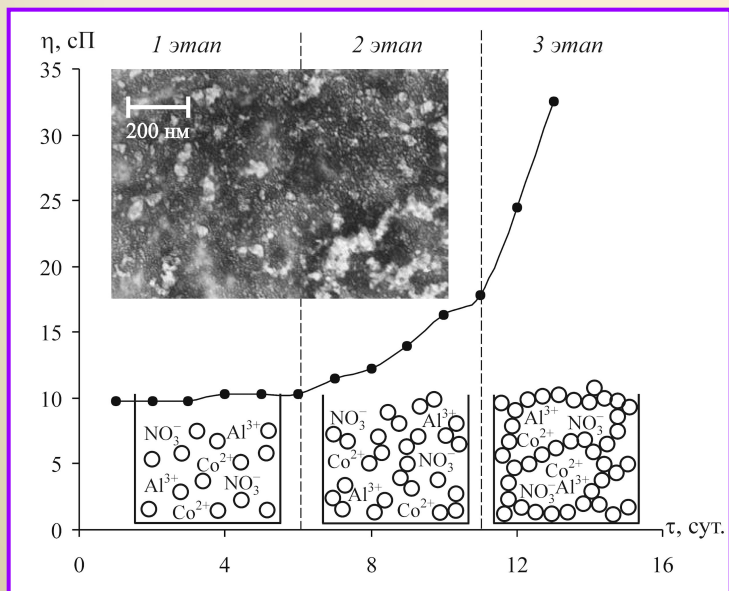 η, сП
1 этап
2 этап
3 этап
35
30
25
20
15
10
5
0
200 нм
NO₃⁻
Al³⁺
Co²⁺
Al³⁺
NO₃⁻
Co²⁺
Al³⁺
NO₃⁻
Co²⁺
NO₃⁻
Al³⁺
Co²⁺
Al³⁺
NO₃⁻
Co²⁺
Co²⁺
NO₃⁻
Al³⁺
0
4
8
12
16
τ, сут.